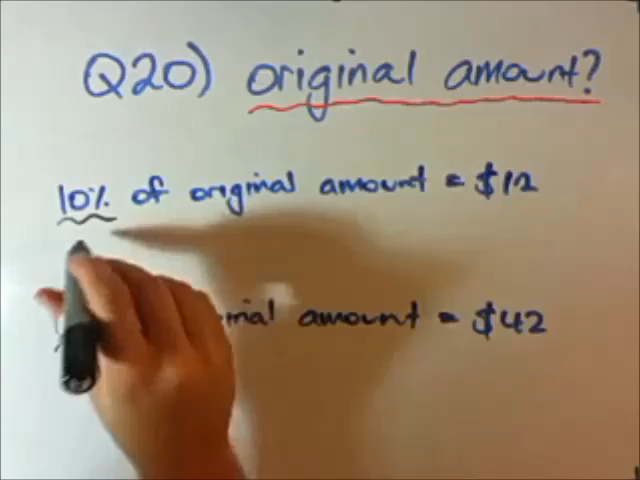 Q20) original amount?
10% of original amount = $12
amount = $42